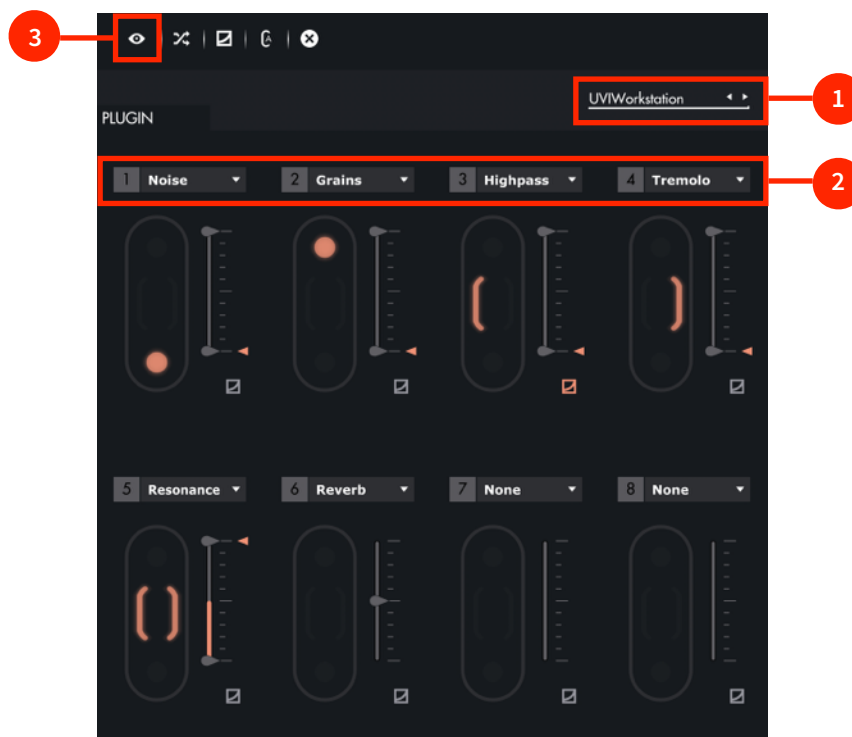 3
A
UVIWorkstation
1
PLUGIN
1 Noise 2 Grains 3 Highpass 4 Tremolo
2
5 Resonance 6 Reverb 7 None 8 None